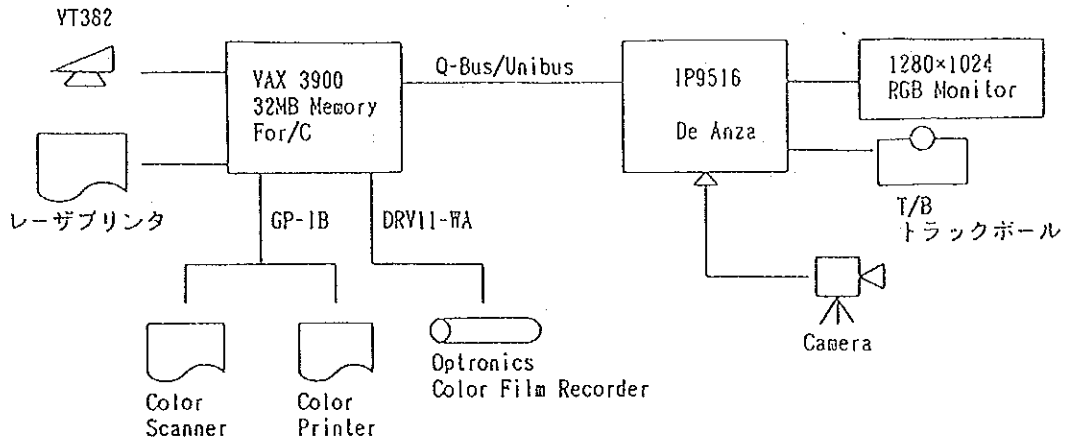 VT382
VAX 3900
32MB Memory
For/C
Q-Bus/Unibus
IP9516
De Anza
1280×1024
RGB Monitor
レーザプリンタ
GP-IB
DRV11-WA
T/B
トラックボール
Camera
Color
Scanner
Color
Printer
Optronics
Color Film Recorder